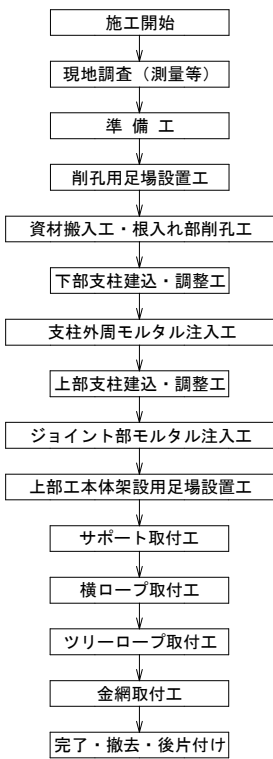 施工開始
現地調査（測量等）
準 備 工
削孔用足場設置工
資材搬入工・根入れ部削孔工
下部支柱建込・調整工
支柱外周モルタル注入工
上部支柱建込・調整工
ジョイント部モルタル注入工
上部工本体架設用足場設置工
サポート取付工
横ロープ取付工
ツリーロープ取付工
金網取付工
完了・撤去・後片付け